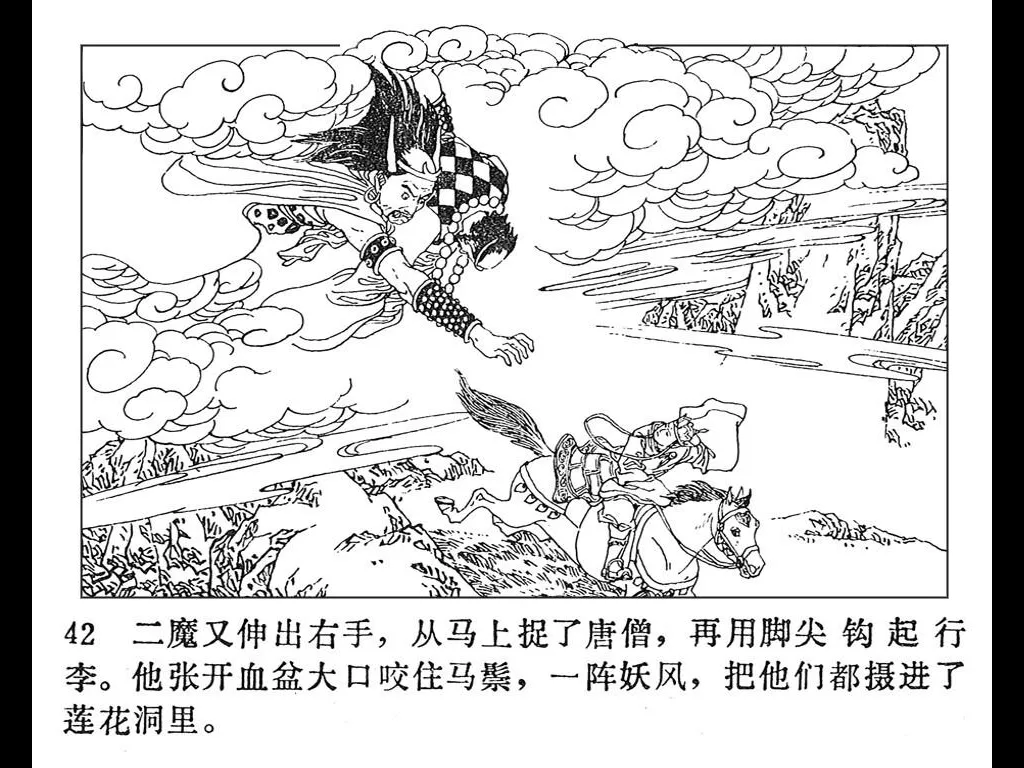 42 二魔又伸出右手，从马上捉了唐僧，再用脚尖钩起行
李。他张开血盆大口咬住马鬃，一阵妖风，把他们都摄进了
莲花洞里。